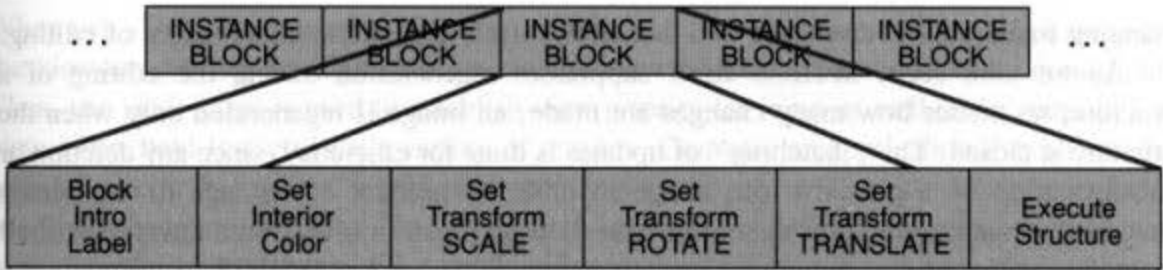 ... INSTANCE INSTANCE INSTANCE INSTANCE INSTANCE ...
BLOCK BLOCK BLOCK BLOCK BLOCK
Block Set Set Set Set Execute
Intro Interior Transform Transform Transform Structure
Label Color SCALE ROTATE TRANSLATE